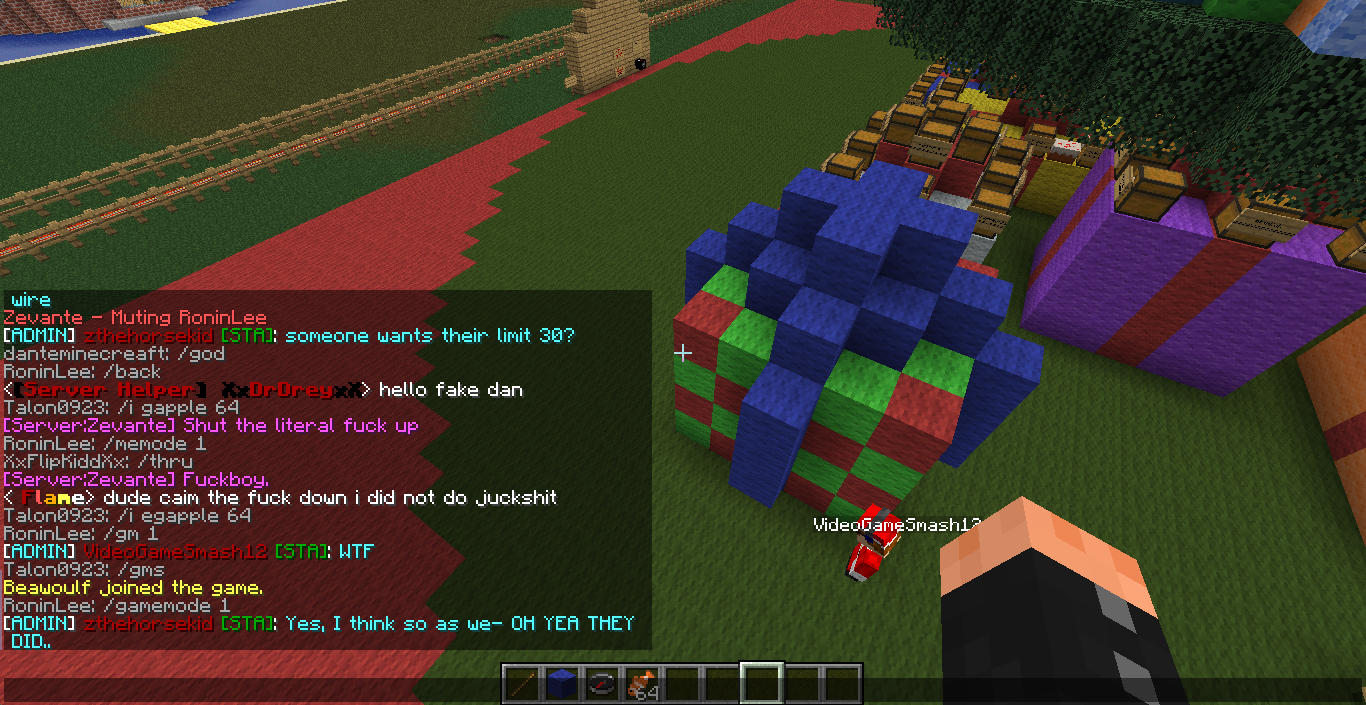 wire
Zevante - Muting RoninLee
[ADMIN] zthehorsekid [STA]: someone wants their limit 30?
danteminecreaft: /god
RoninLee: /back
<[Server Helper] XxDrDreyxX> hello fake dan
Talon0923: /i gapple 64
[Server:Zevante] Shut the literal fuck up
RoninLee: /memode 1
XxFlipKiddXx: /thru
[Server:Zevante] Fuckboy.
< Flame> dude caim the fuck down i did not do juckshit
Talon0923: /i egapple 64
RoninLee: /gm 1
[ADMIN] VideoGameSmash12 [STA]: WTF
Talon0923: /gms
Beawoulf joined the game.
RoninLee: /gamemode 1
[ADMIN] zthehorsekid [STA]: Yes, I think so as we- OH YEA THEY
DID..
VideoGameSmash12
64